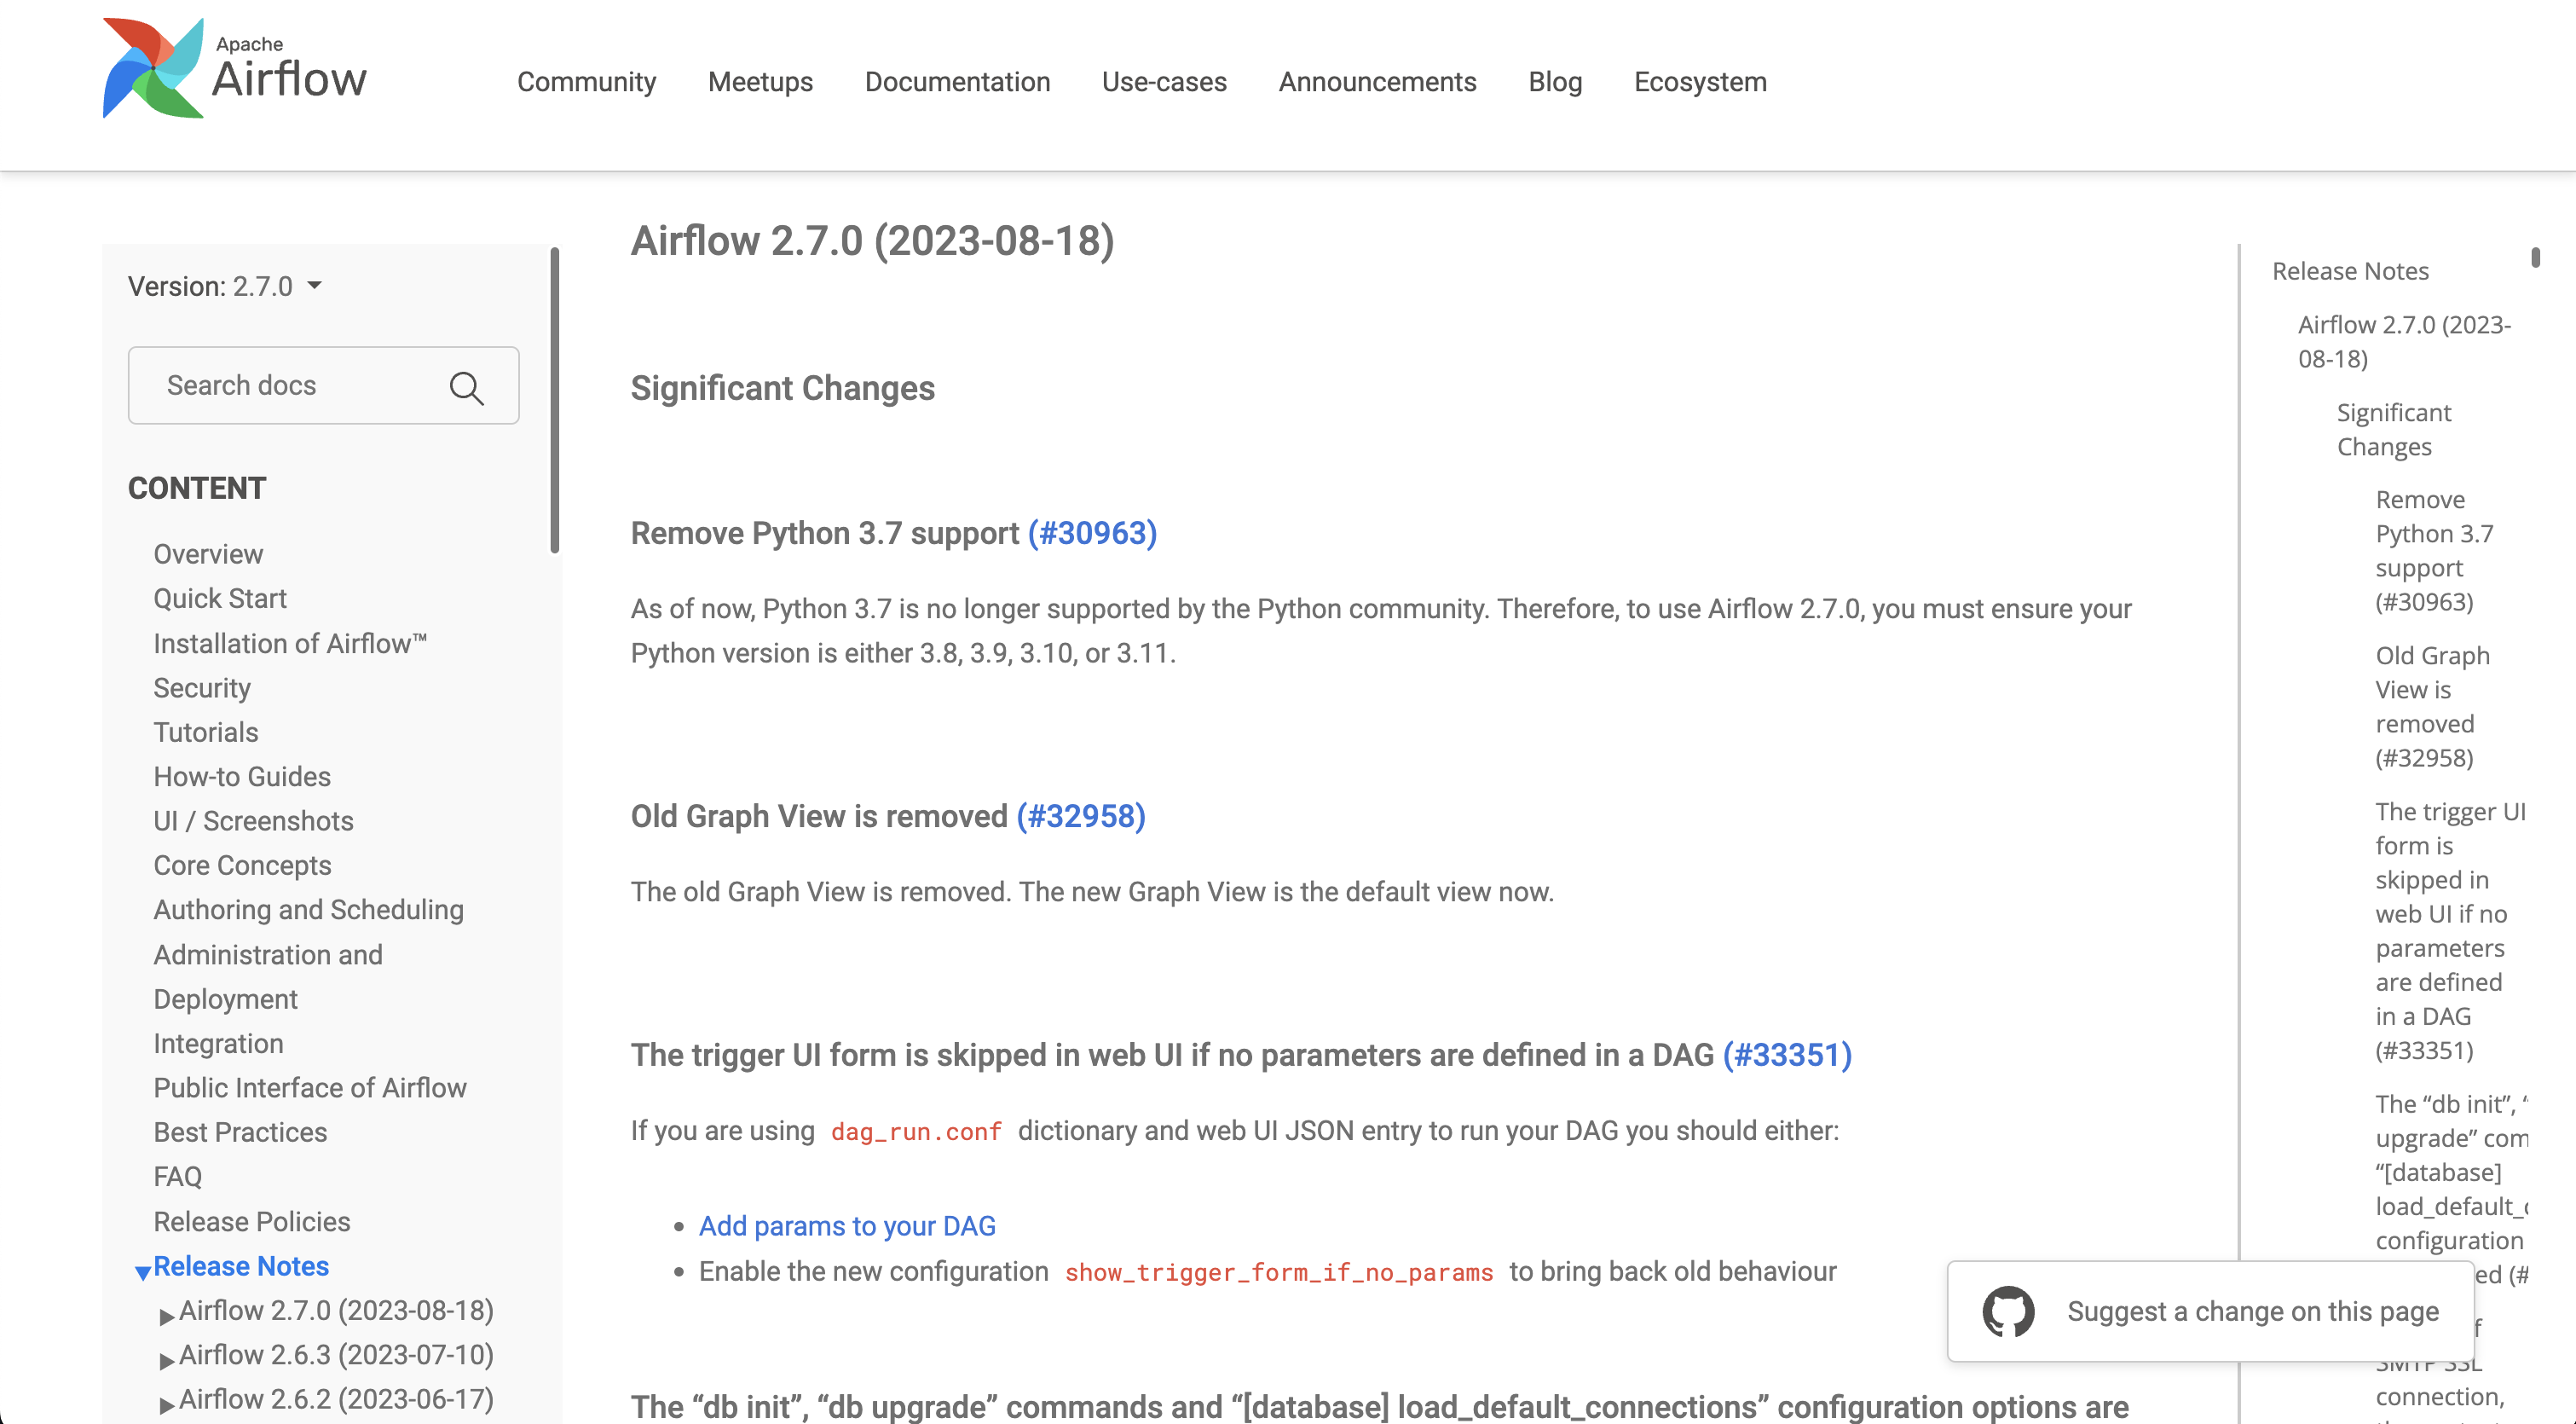 Apache
Airflow
Community Meetups Documentation Use-cases Announcements Blog Ecosystem
Version: 2.7.0
Search docs
CONTENT
Overview
Quick Start
Installation of Airflow™
Security
Tutorials
How-to Guides
UI / Screenshots
Core Concepts
Authoring and Scheduling
Administration and
Deployment
Integration
Public Interface of Airflow
Best Practices
FAQ
Release Policies
Release Notes
Airflow 2.7.0 (2023-08-18)
Airflow 2.6.3 (2023-07-10)
Airflow 2.6.2 (2023-06-17)
Airflow 2.7.0 (2023-08-18)
Significant Changes
Remove Python 3.7 support (#30963)
As of now, Python 3.7 is no longer supported by the Python community. Therefore, to use Airflow 2.7.0, you must ensure your
Python version is either 3.8, 3.9, 3.10, or 3.11.
Old Graph View is removed (#32958)
The old Graph View is removed. The new Graph View is the default view now.
The trigger UI form is skipped in web UI if no parameters are defined in a DAG (#33351)
If you are using dag_run.conf dictionary and web UI JSON entry to run your DAG you should either:
• Add params to your DAG
• Enable the new configuration show_trigger_form_if_no_params to bring back old behaviour
The “db init”, “db upgrade” commands and “[database] load_default_connections” configuration options are
Release Notes
Airflow 2.7.0 (2023-
08-18)
Significant
Changes
Remove
Python 3.7
support
(#30963)
Old Graph
View is
removed
(#32958)
The trigger UI
form is
skipped in
web UI if no
parameters
are defined
in a DAG
(#33351)
The “db init”, “
upgrade” com
“[database]
load_default_
configuration
ed (#
SMTP SSL
connection,
Suggest a change on this page